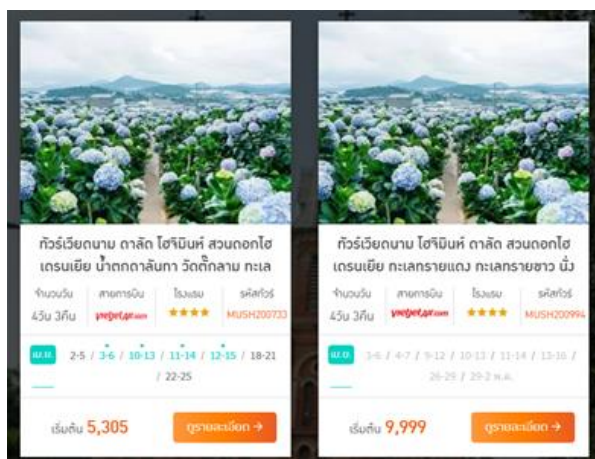 ทัวร์เวียดนาม ดาลัด โฮจิมินห์ สวนดอกไฮ
เดรนเยีย น้ำตกดาลันทา วัดตั๊กลาม ทะเล
จำนวนวัน สายการบิน โรงแรม รหัสทัวร์
4วัน 3คืน vietjetAir.com MUSH200733
เม.ย. 2-5 / 3-6 / 10-13 / 11-14 / 12-15 / 18-21
/ 22-25
เริ่มต้น 5,305 ดูรายละเอียด →
ทัวร์เวียดนาม โฮจิมินห์ ดาลัด สวนดอกไฮ
เดรนเยีย ทะเลทรายแดง ทะเลทรายขาว นั่ง
จำนวนวัน สายการบิน โรงแรม รหัสทัวร์
4วัน 3คืน vietjetAir.com MUSH200994
เม.ย. 3-6 / 4-7 / 9-12 / 10-13 / 11-14 / 13-16 /
26-29 / 29-2 พ.ค.
เริ่มต้น 9,999 ดูรายละเอียด →